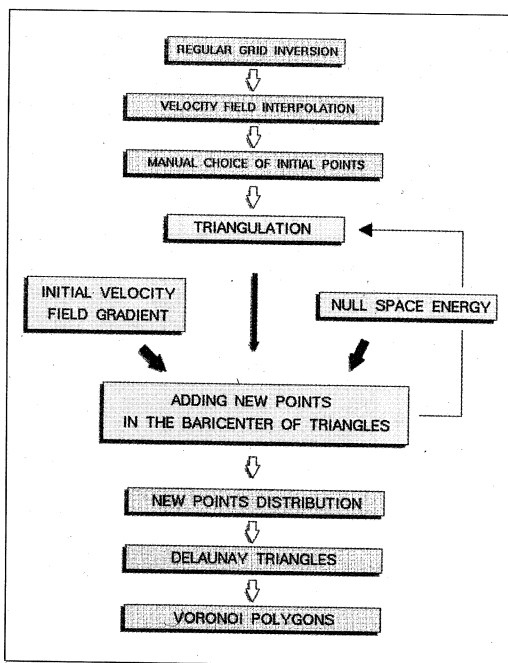 REGULAR GRID INVERSION
VELOCITY FIELD INTERPOLATION
MANUAL CHOICE OF INITIAL POINTS
TRIANGULATION
INITIAL VELOCITY
FIELD GRADIENT
NULL SPACE ENERGY
ADDING NEW POINTS
IN THE BARICENTER OF TRIANGLES
NEW POINTS DISTRIBUTION
DELAUNAY TRIANGLES
VORONOI POLYGONS